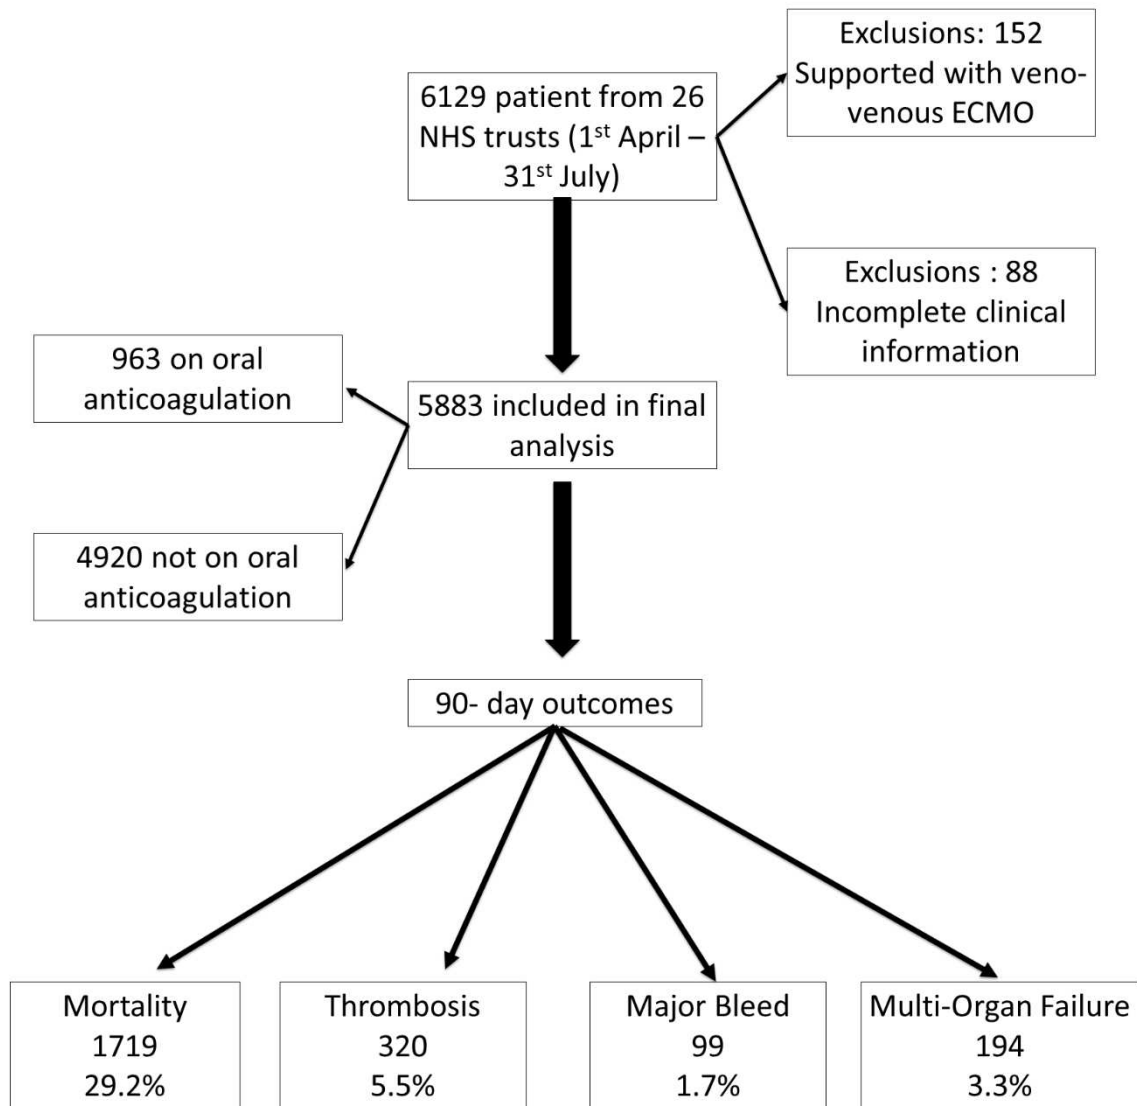 6129 patient from 26
NHS trusts (1st April –
31st July)
Exclusions: 152
Supported with veno-
venous ECMO
Exclusions : 88
Incomplete clinical
information
963 on oral
anticoagulation
5883 included in final
analysis
4920 not on oral
anticoagulation
90- day outcomes
Mortality
1719
29.2%
Thrombosis
320
5.5%
Major Bleed
99
1.7%
Multi-Organ Failure
194
3.3%